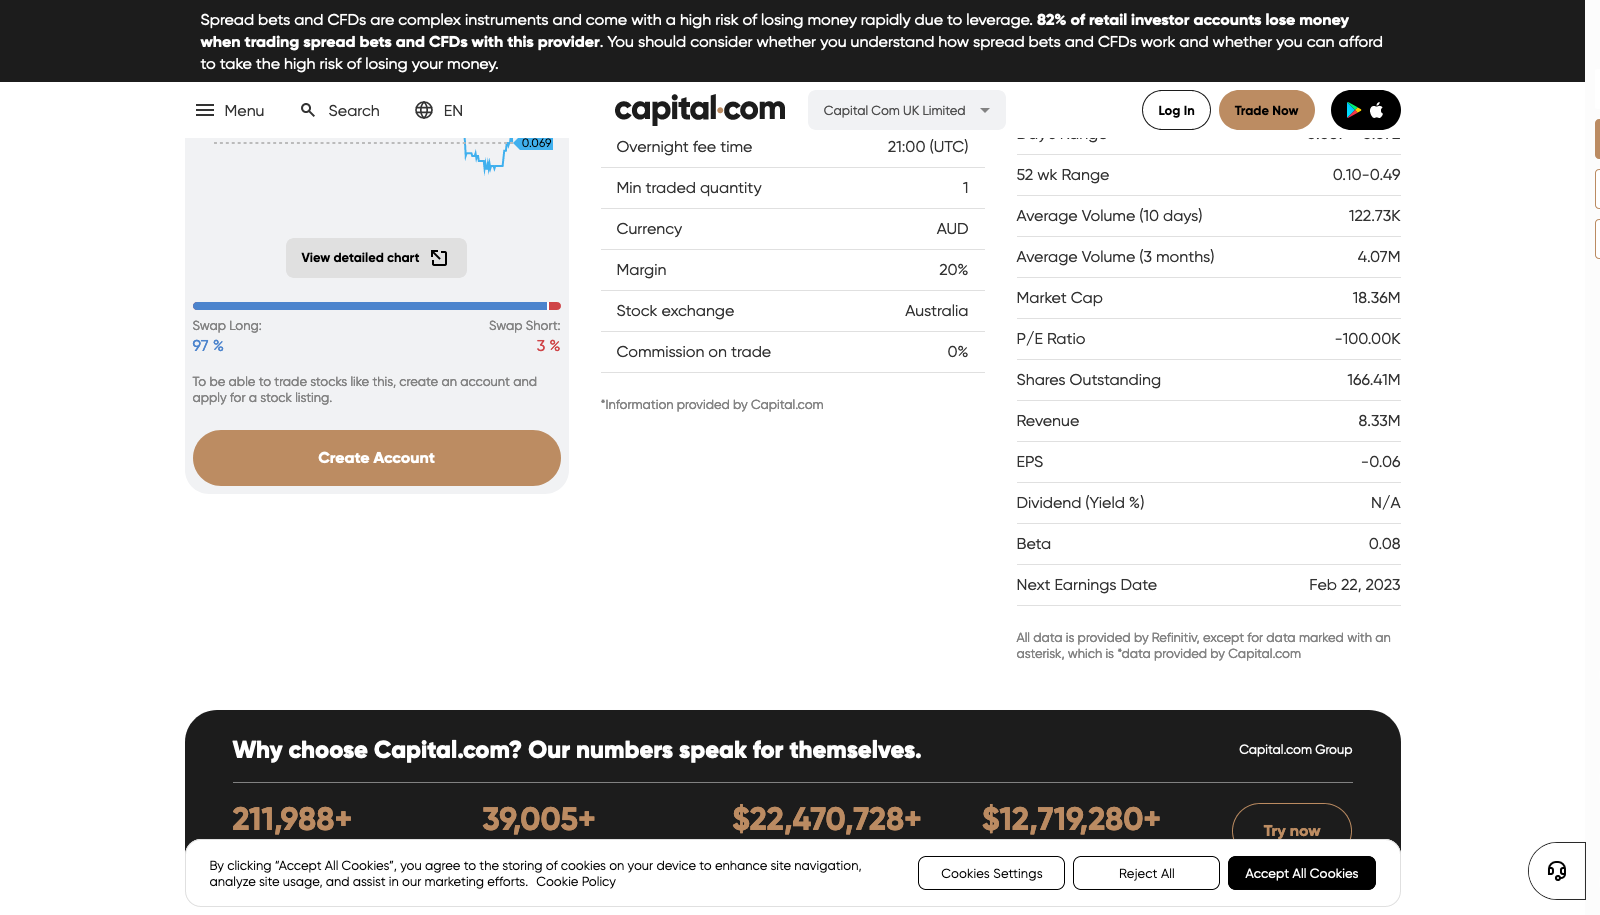 Spread bets and CFDs are complex instruments and come with a high risk of losing money rapidly due to leverage. 82% of retail investor accounts lose money
when trading spread bets and CFDs with this provider. You should consider whether you understand how spread bets and CFDs work and whether you can afford
to take the high risk of losing your money.
Menu
Search
EN
capital.com
Capital Com UK Limited
Log In
Trade Now
0.069
View detailed chart
Swap Long:
Swap Short:
97 %
3 %
To be able to trade stocks like this, create an account and
apply for a stock listing.
Create Account
Overnight fee time 21:00 (UTC)
Min traded quantity 1
Currency AUD
Margin 20%
Stock exchange Australia
Commission on trade 0%
*Information provided by Capital.com
52 wk Range 0.10-0.49
Average Volume (10 days) 122.73K
Average Volume (3 months) 4.07M
Market Cap 18.36M
P/E Ratio -100.00K
Shares Outstanding 166.41M
Revenue 8.33M
EPS -0.06
Dividend (Yield %) N/A
Beta 0.08
Next Earnings Date Feb 22, 2023
All data is provided by Refinitiv, except for data marked with an
asterisk, which is *data provided by Capital.com
Why choose Capital.com? Our numbers speak for themselves.
Capital.com Group
211,988+
39,005+
$22,470,728+
$12,719,280+
Try now
By clicking “Accept All Cookies”, you agree to the storing of cookies on your device to enhance site navigation,
analyze site usage, and assist in our marketing efforts. Cookie Policy
Cookies Settings
Reject All
Accept All Cookies